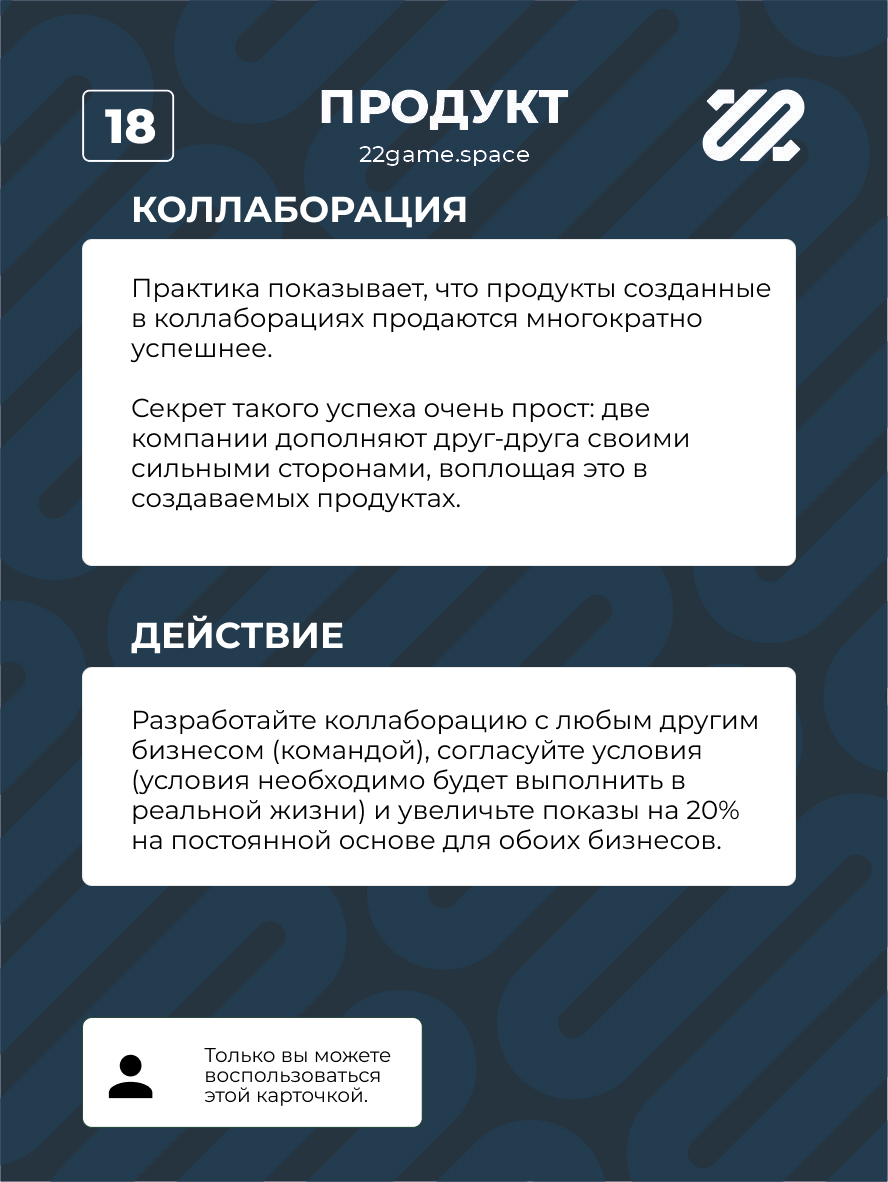 18
ПРОДУКТ
22game.space
КОЛЛАБОРАЦИЯ
Практика показывает, что продукты созданные
в коллаборациях продаются многократно
успешнее.
Секрет такого успеха очень прост: две
компании дополняют друг-друга своими
сильными сторонами, воплощая это в
создаваемых продуктах.
ДЕЙСТВИЕ
Разработайте коллаборацию с любым другим
бизнесом (командой), согласуйте условия
(условия необходимо будет выполнить в
реальной жизни) и увеличьте показы на 20%
на постоянной основе для обоих бизнесов.
Только вы можете
воспользоваться
этой карточкой.